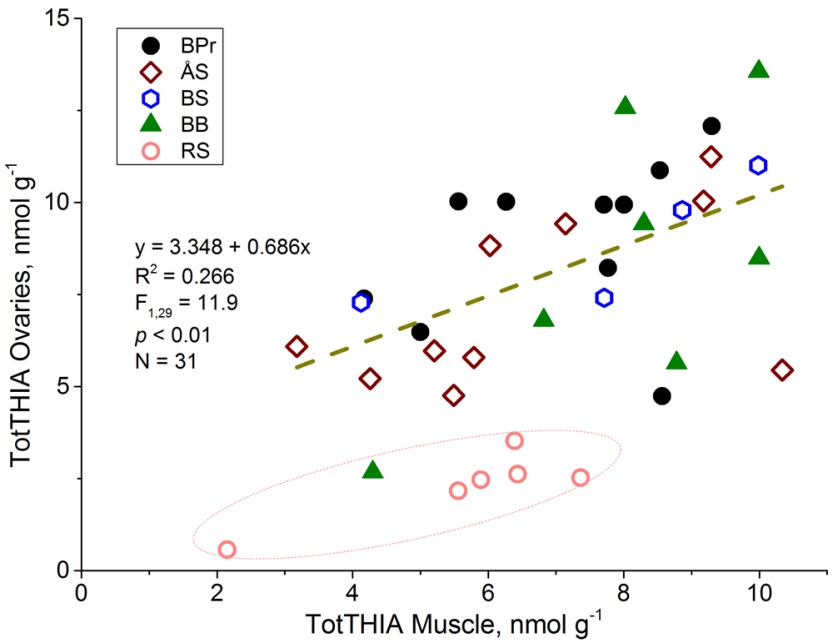 15
10
5
0
TotTHIA Ovaries, nmol g⁻¹
BPr
ÅS
BS
BB
RS
y = 3.348 + 0.686x
R² = 0.266
F₁,₂₉ = 11.9
p < 0.01
N = 31
0 2 4 6 8 10
TotTHIA Muscle, nmol g⁻¹